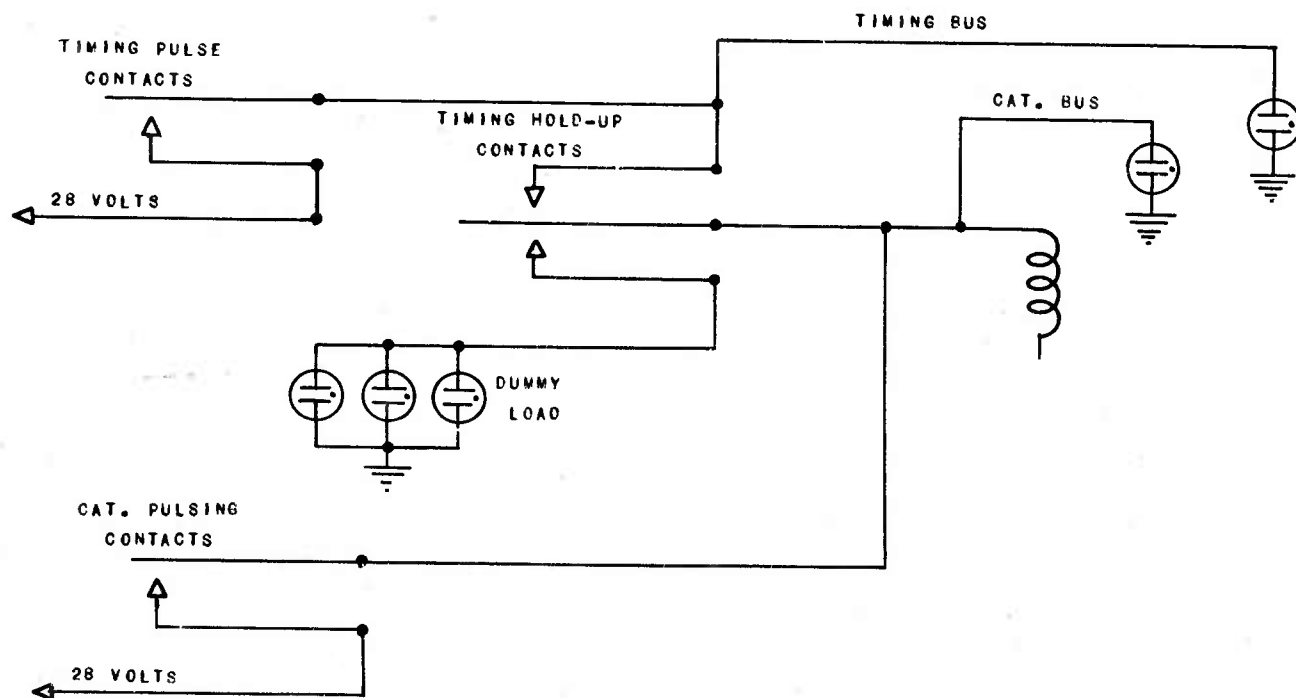 TIMING BUS
TIMING PULSE
CONTACTS
CAT. BUS
TIMING HOLD-UP
CONTACTS
28 VOLTS
DUMMY
LOAD
CAT. PULSING
CONTACTS
28 VOLTS